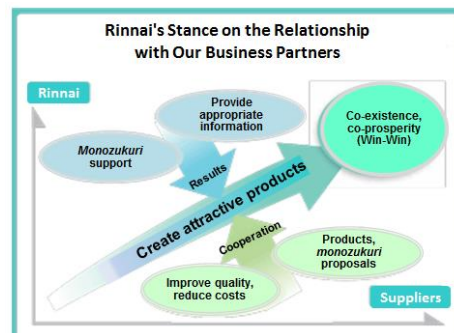 Rinnai's Stance on the Relationship
with Our Business Partners
Rinnai
Provide
appropriate
information
Co-existence,
co-prosperity
(Win-Win)
Monozukuri
support
Results
Create attractive products
Cooperation
Products,
monozukuri
proposals
Improve quality,
reduce costs
Suppliers